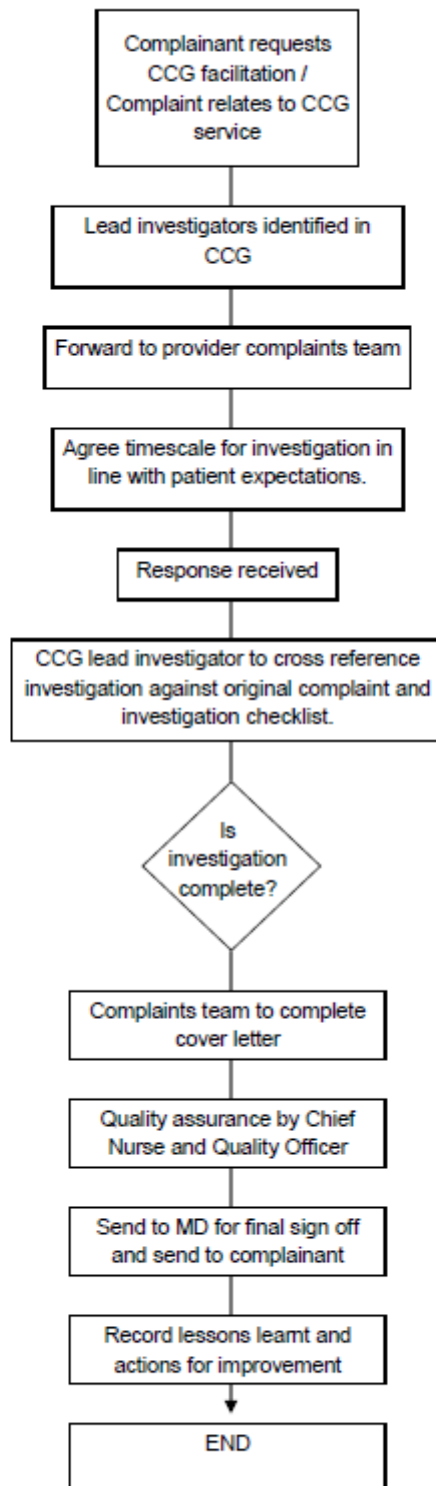 Complainant requests
CCG facilitation /
Complaint relates to CCG
service
Lead investigators identified in
CCG
Forward to provider complaints team
Agree timescale for investigation in
line with patient expectations.
Response received
CCG lead investigator to cross reference
investigation against original complaint and
investigation checklist.
Is
investigation
complete?
Complaints team to complete
cover letter
Quality assurance by Chief
Nurse and Quality Officer
Send to MD for final sign off
and send to complainant
Record lessons learnt and
actions for improvement
END